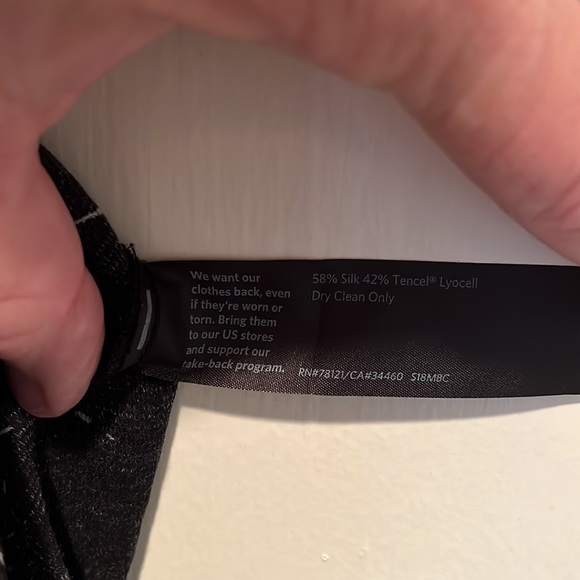 We want our
clothes back, even
if they're worn or
torn. Bring them
to our US stores
and support our
take-back program.
58% Silk 42% Tencel® Lyocell
Dry Clean Only
RN#78121/CA#34460 S18MBC